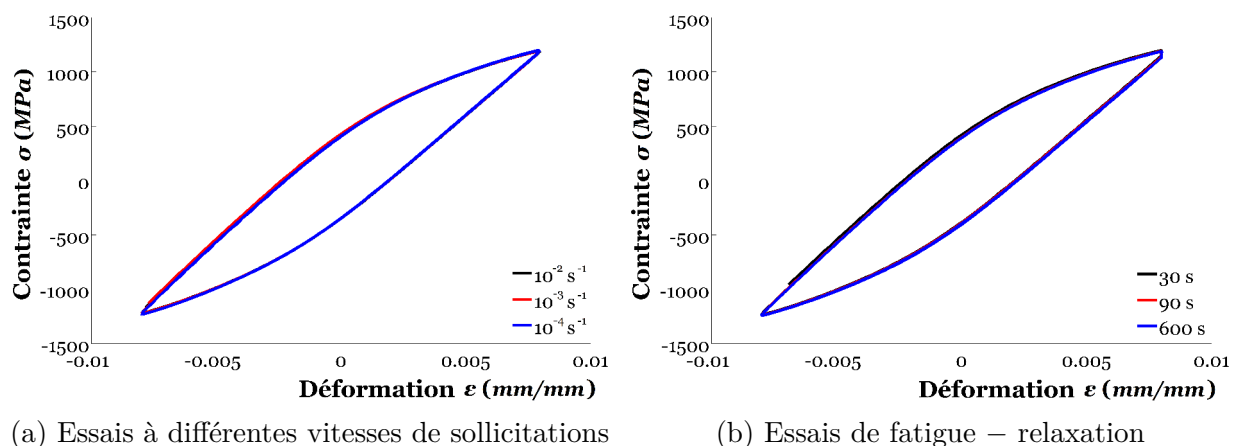 1500
1000
500
0
-500
-1000
-1500
-0.01
-0.005
0
0.005
0.01
Contrainte σ (MPa)
Déformation ε (mm/mm)
10⁻² s⁻¹
10⁻³ s⁻¹
10⁻⁴ s⁻¹
(a) Essais à différentes vitesses de sollicitations
1500
1000
500
0
-500
-1000
-1500
-0.01
-0.005
0
0.005
0.01
Contrainte σ (MPa)
Déformation ε (mm/mm)
30 s
90 s
600 s
(b) Essais de fatigue – relaxation